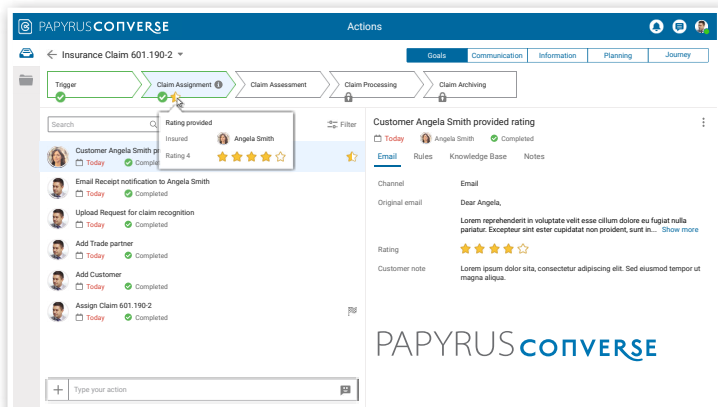 PAPYRUS CONVERSE
Actions
Insurance Claim 601.190-2
Goals
Communication
Information
Planning
Journey
Trigger
Claim Assignment
Claim Assessment
Claim Processing
Claim Archiving
Search
Filter
Rating provided
Insured Angela Smith
Rating 4
Customer Angela Smith pr
Today Comple
Email Receipt notification to Angela Smith
Today Completed
Upload Request for claim recognition
Today Completed
Add Trade partner
Today Completed
Add Customer
Today Completed
Assign Claim 601.190-2
Today Completed
Type your action
Customer Angela Smith provided rating
Today Angela Smith Completed
Email Rules Knowledge Base Notes
Channel Email
Original email Dear Angela,
Lorem reprehenderit in voluptate velit esse cillum dolore eu fugiat nulla
pariatur. Excepteur sint ester cupidatat non proident, sunt in... Show more
Rating
Customer note Lorem ipsum dolor sita, consectetur adipiscing elit. Sed eiusmod tempor ut
magna aliqua.
PAPYRUS CONVERSE